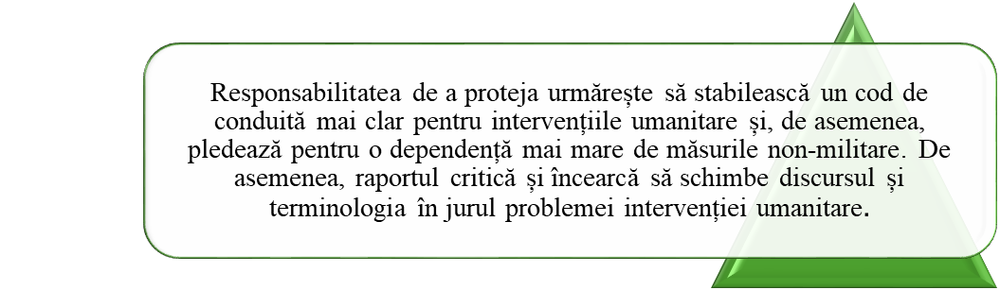 Responsabilitatea de a proteja urmărește să stabilească un cod de
conduită mai clar pentru intervențiile umanitare și, de asemenea,
pledează pentru o dependență mai mare de măsurile non-militare. De
asemenea, raportul critică și încearcă să schimbe discursul și
terminologia în jurul problemei intervenției umanitare.